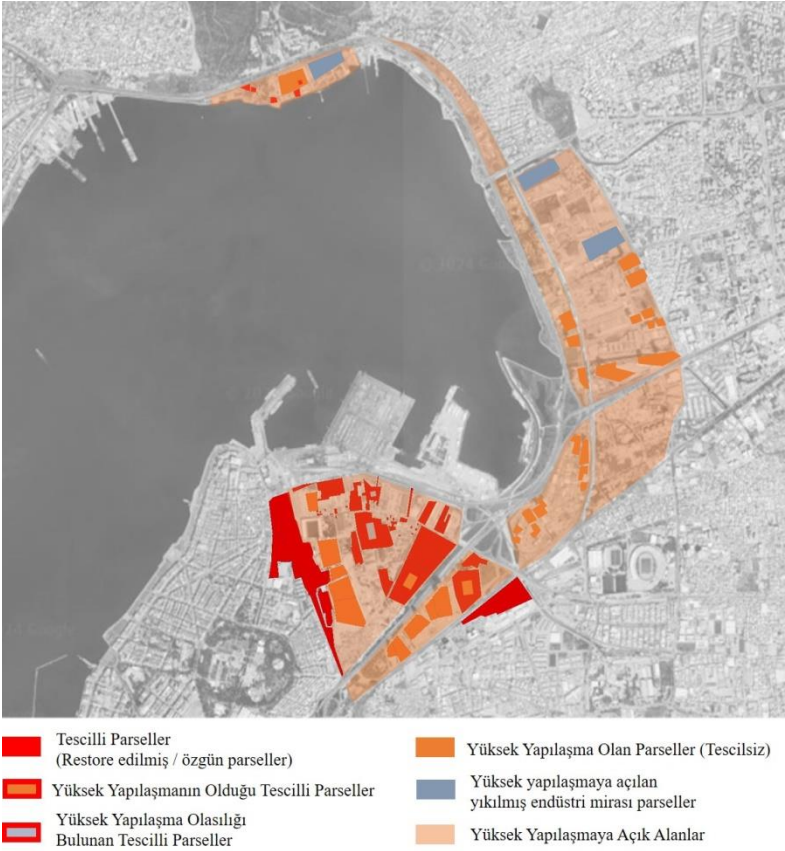 Tescilli Parseller
(Restore edilmiş / özgün parseller)
Yüksek Yapılaşmanın Olduğu Tescilli Parseller
Yüksek Yapılaşma Olasılığı
Bulunan Tescilli Parseller
Yüksek Yapılaşma Olan Parseller (Tescilsiz)
Yüksek yapılaşmaya açılan
yıkılmış endüstri mirası parseller
Yüksek Yapılaşmaya Açık Alanlar